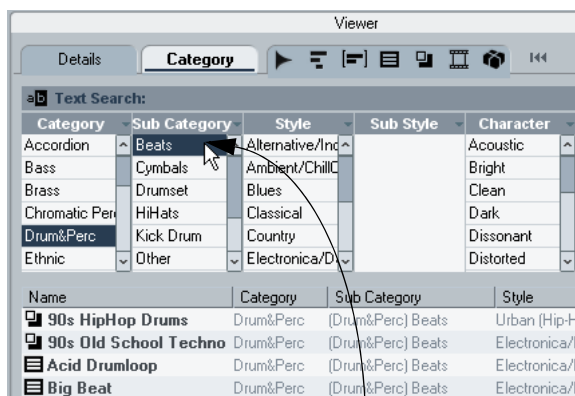 Viewer
Details Category
ab Text Search:
Category Sub Category Style Sub Style Character
Accordion Beats Alternative/Ind Acoustic
Bass Cymbals Ambient/ChillC Bright
Brass Drumset Blues Clean
Chromatic Perc HiHats Classical Dark
Drum&Perc Kick Drum Country Dissonant
Ethnic Other Electronica/D Distorted
Name Category Sub Category Style
90s HipHop Drums Drum&Perc (Drum&Perc) Beats Urban (Hip-H
90s Old School Techno Drum&Perc (Drum&Perc) Beats Electronica/
Acid Drumloop Drum&Perc (Drum&Perc) Beats Electronica/
Big Beat Drum&Perc (Drum&Perc) Beats Electronica/